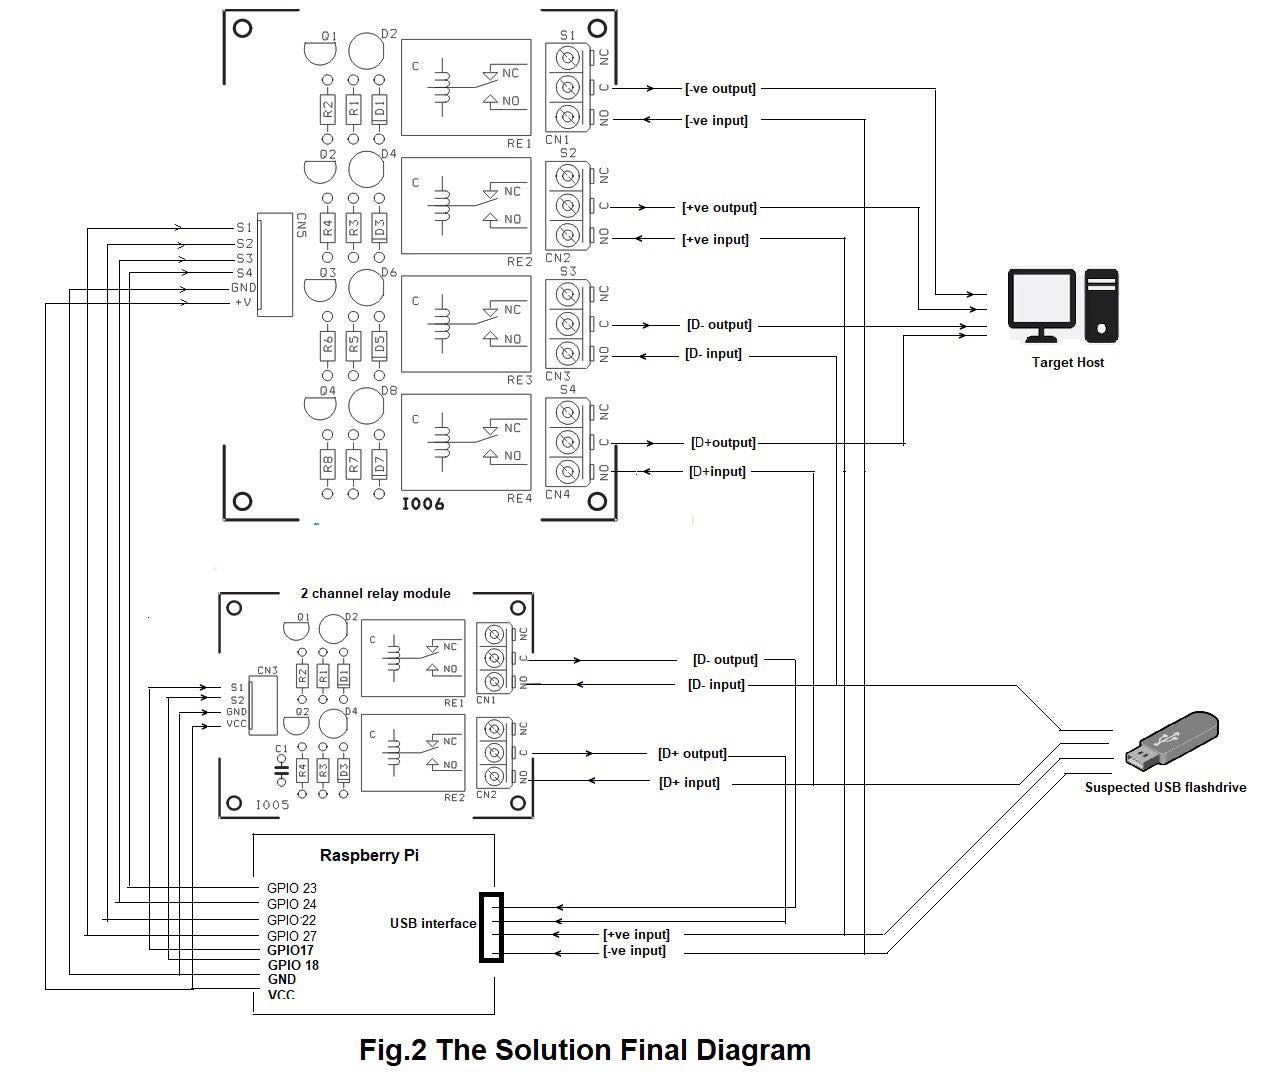 S1
Q1
D2
C
NC
NO
NC
C
NO
R2
R1
D1
RE1
CN1
[-ve output]
[-ve input]
S2
Q2
D4
C
NC
NO
NC
C
NO
R4
R3
D3
RE2
CN2
[+ve output]
[+ve input]
S1
S2
S3
S4
GND
+V
CN5
S3
Q3
D6
C
NC
NO
NC
C
NO
R6
R5
D5
RE3
CN3
[D- output]
[D- input]
Target Host
S4
Q4
D8
C
NC
NO
NC
C
NO
R8
R7
D7
RE4
CN4
[D+output]
[D+input]
I006
2 channel relay module
Q1
D2
C
NC
NO
NC
C
NO
R2
R1
D1
RE1
CN1
[D- output]
[D- input]
CN3
S1
S2
GND
VCC
Q2
D4
C
NC
NO
NC
C
NO
C1
R4
R3
D3
RE2
CN2
I005
[D+ output]
[D+ input]
Suspected USB flashdrive
Raspberry Pi
GPIO 23
GPIO 24
GPIO-22
GPIO 27
GPIO17
GPIO 18
GND
VCC
USB interface
[+ve input]
[-ve input]
Fig.2 The Solution Final Diagram